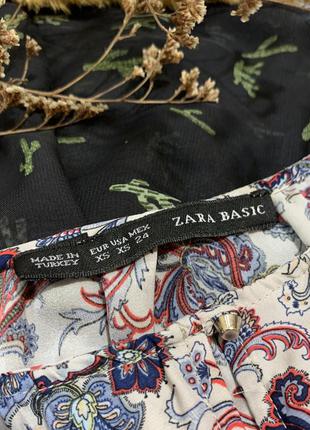 MADE IN
TURKEY
EUR USA MEX
XS XS 24
ZARA BASIC